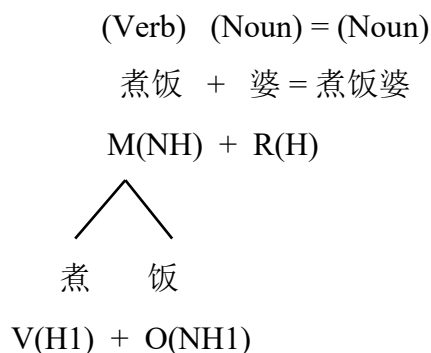 (Verb) (Noun) = (Noun)
煮饭 + 婆 = 煮饭婆
M(NH) + R(H)
煮 饭
V(H1) + O(NH1)